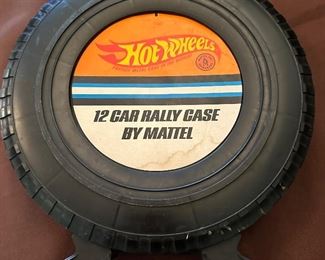 Hot Wheels
12 CAR RALLY CASE
BY MATTEL